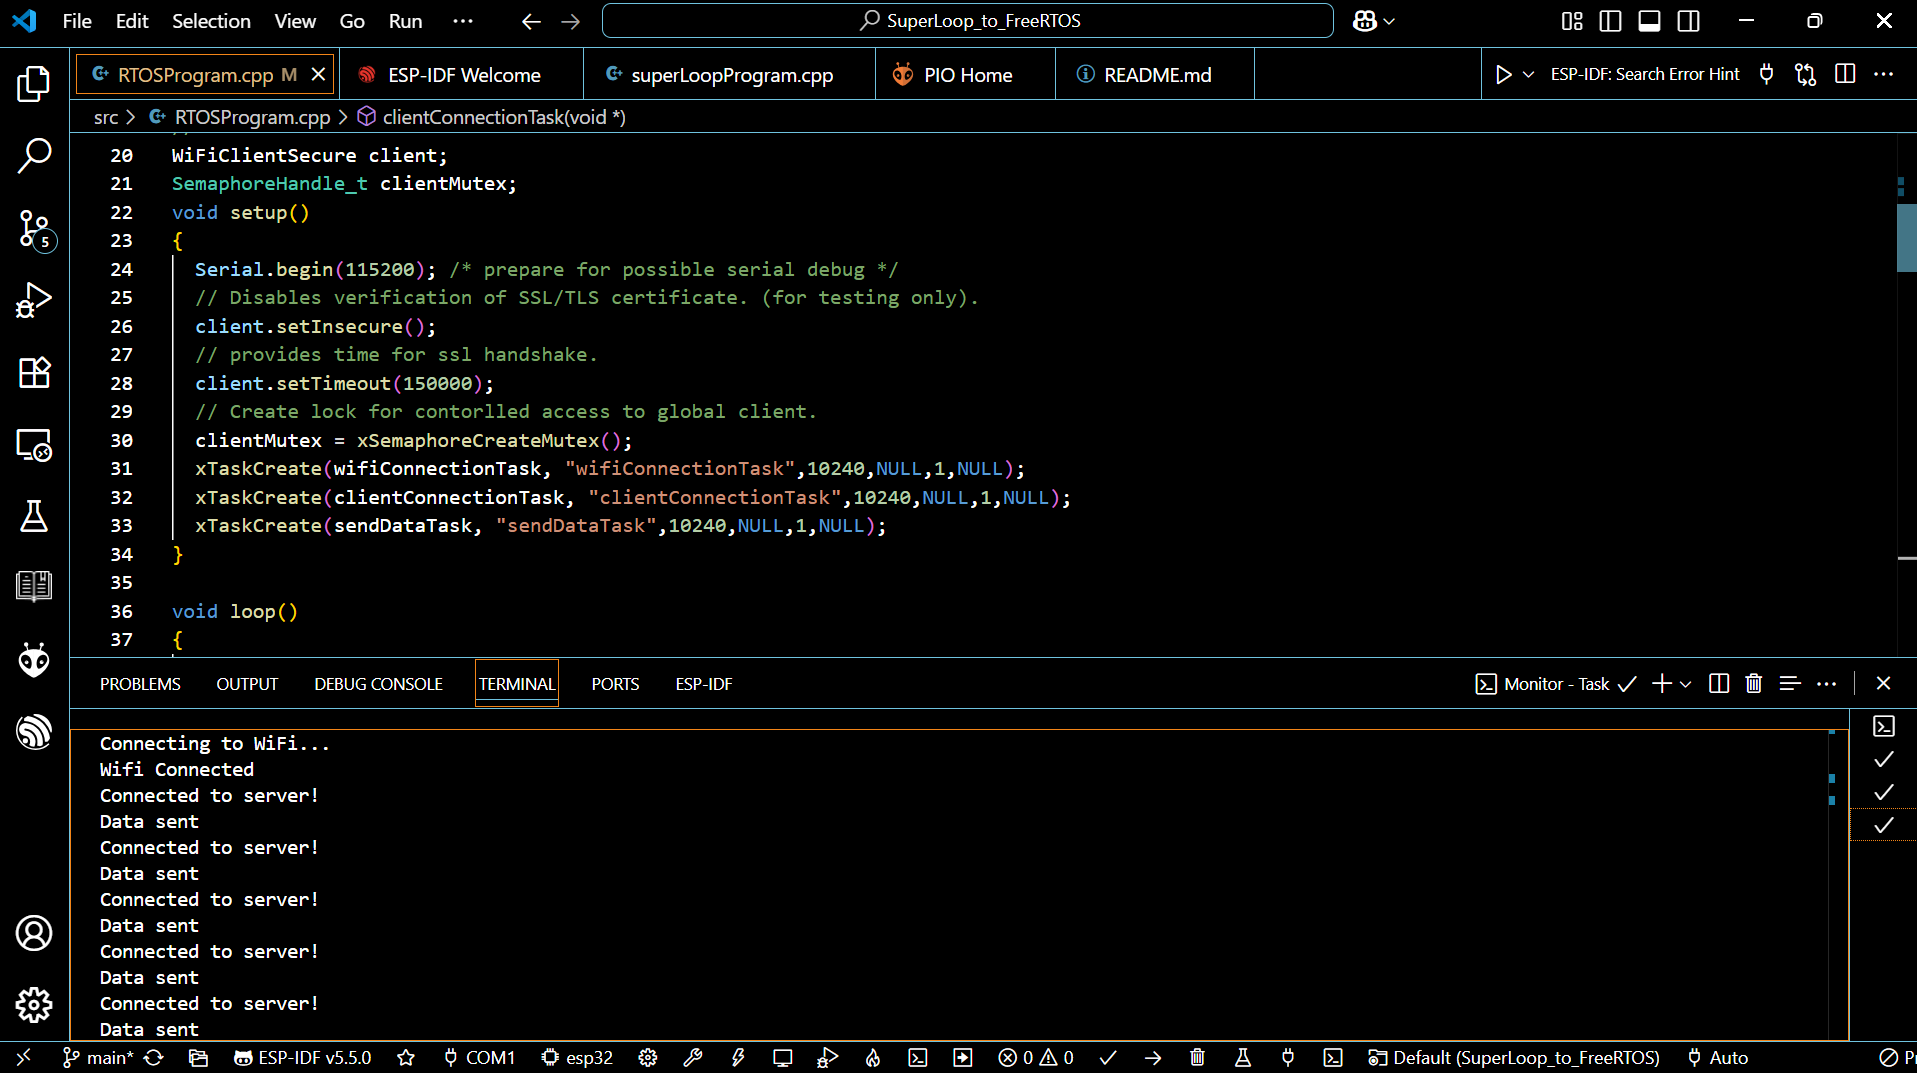 File Edit Selection View Go Run ··· SuperLoop_to_FreeRTOS
RTOSProgram.cpp M ESP-IDF Welcome superLoopProgram.cpp PIO Home README.md ESP-IDF: Search Error Hint
src > RTOSProgram.cpp > clientConnectionTask(void *)
20 WiFiClientSecure client;
21 SemaphoreHandle_t clientMutex;
22 void setup()
23 {
24 Serial.begin(115200); /* prepare for possible serial debug */
25 // Disables verification of SSL/TLS certificate. (for testing only).
26 client.setInsecure();
27 // provides time for ssl handshake.
28 client.setTimeout(150000);
29 // Create lock for contorlled access to global client.
30 clientMutex = xSemaphoreCreateMutex();
31 xTaskCreate(wifiConnectionTask, "wifiConnectionTask",10240,NULL,1,NULL);
32 xTaskCreate(clientConnectionTask, "clientConnectionTask",10240,NULL,1,NULL);
33 xTaskCreate(sendDataTask, "sendDataTask",10240,NULL,1,NULL);
34 }
35
36 void loop()
37 {
PROBLEMS OUTPUT DEBUG CONSOLE TERMINAL PORTS ESP-IDF Monitor - Task
Connecting to WiFi...
Wifi Connected
Connected to server!
Data sent
Connected to server!
Data sent
Connected to server!
Data sent
Connected to server!
Data sent
Connected to server!
Data sent
5
main* ESP-IDF v5.5.0 COM1 esp32 0 0 Default (SuperLoop_to_FreeRTOS) Auto